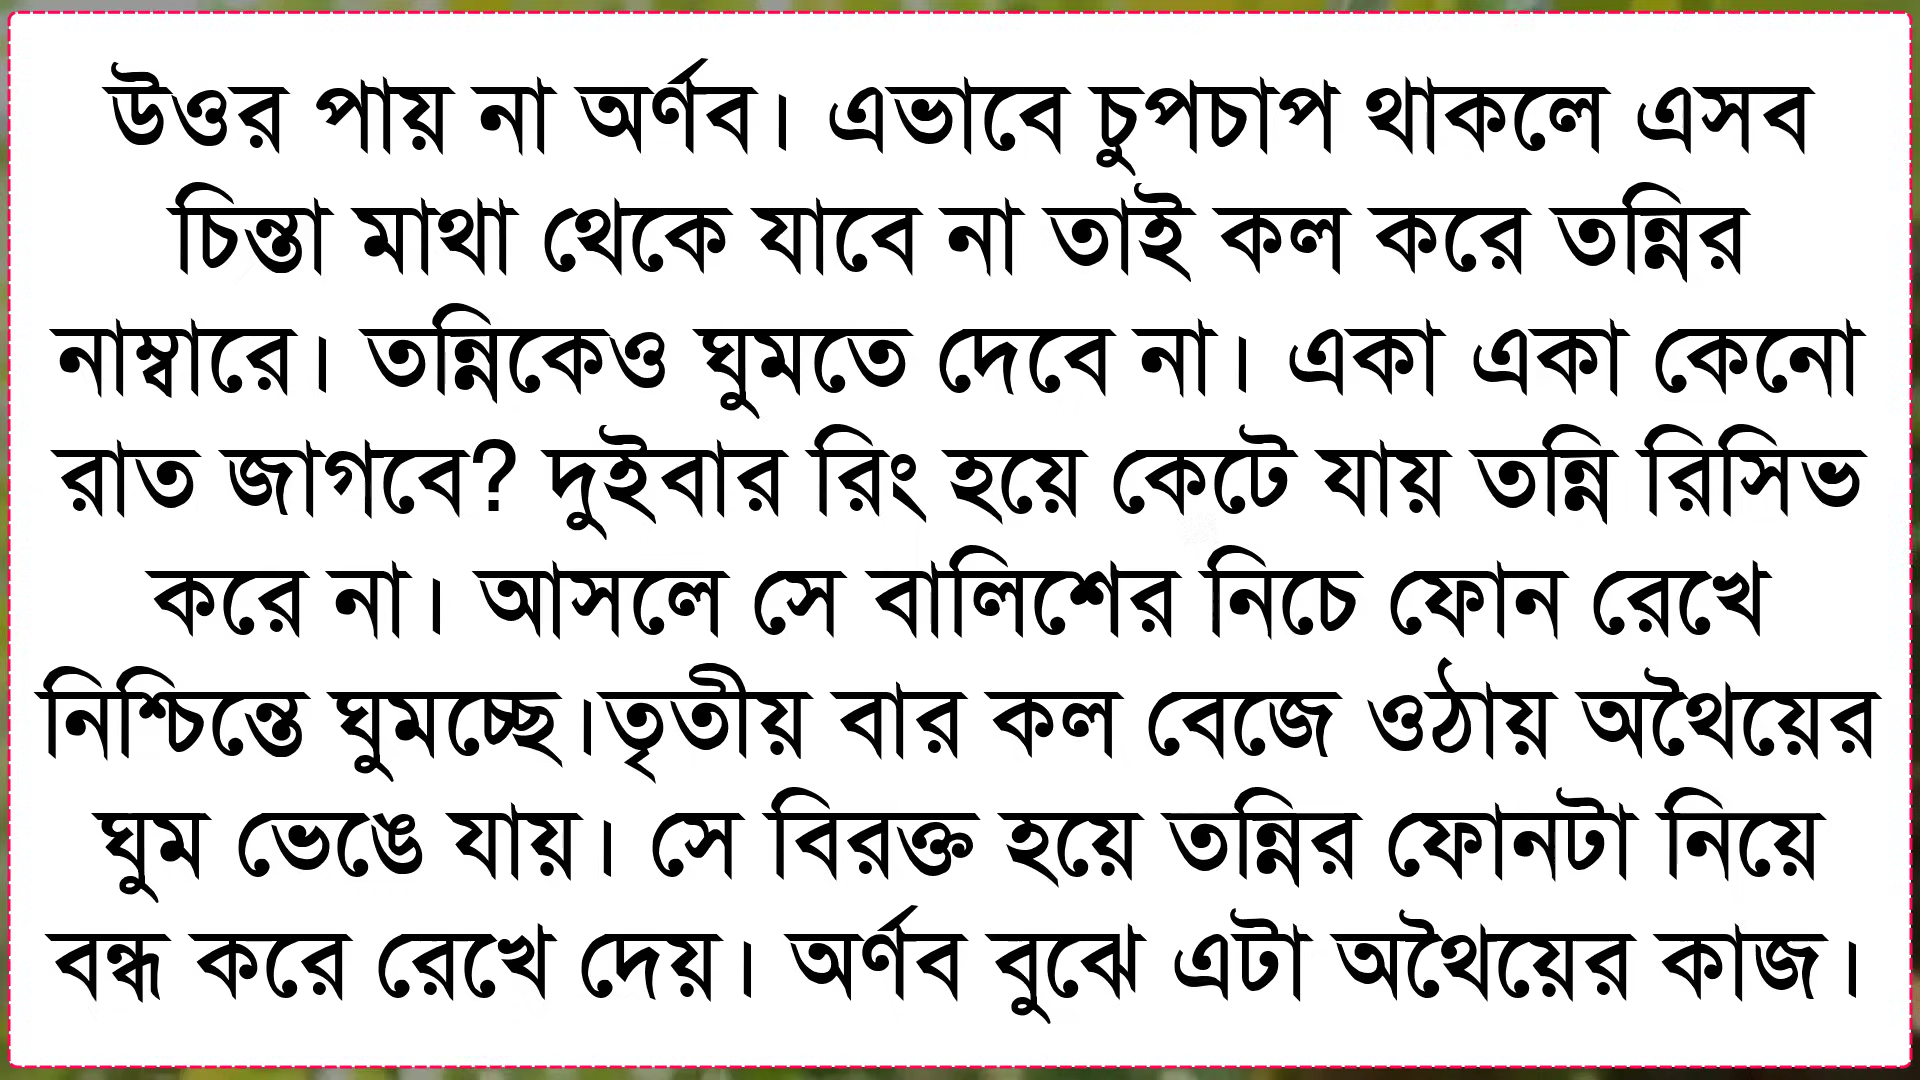 উওর পায় না অর্ণব। এভাবে চুপচাপ থাকলে এসব
চিন্তা মাথা থেকে যাবে না তাই কল করে তন্নির
নাম্বারে। তন্নিকেও ঘুমতে দেবে না। একা একা কেনো
রাত জাগবে? দুইবার রিং হয়ে কেটে যায় তন্নি রিসিভ
করে না। আসলে সে বালিশের নিচে ফোন রেখে
নিশ্চিন্তে ঘুমচ্ছে।তৃতীয় বার কল বেজে ওঠায় অথৈয়ের
ঘুম ভেঙে যায়। সে বিরক্ত হয়ে তন্নির ফোনটা নিয়ে
বন্ধ করে রেখে দেয়। অর্ণব বুঝে এটা অথৈয়ের কাজ।